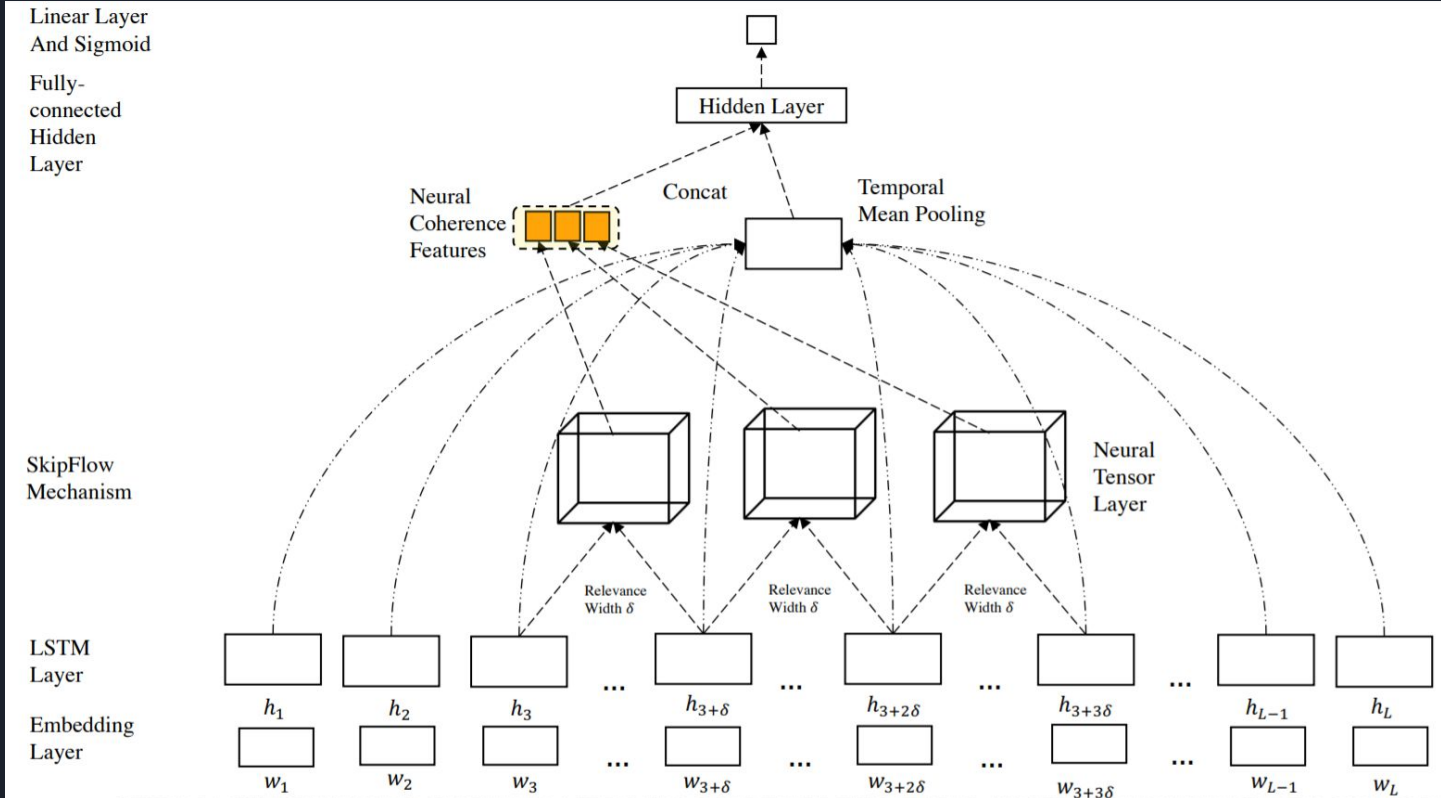 Linear Layer
And Sigmoid
Fully-
connected
Hidden
Layer
Hidden Layer
Neural
Coherence
Features
Concat
Temporal
Mean Pooling
SkipFlow
Mechanism
Neural
Tensor
Layer
Relevance
Width δ
Relevance
Width δ
Relevance
Width δ
LSTM
Layer
... ... ... ...
h₁ h₂ h₃ h₃₊δ h₃₊₂δ h₃₊₃δ h_{L−1} h_L
Embedding
Layer
... ... ... ...
w₁ w₂ w₃ w₃₊δ w₃₊₂δ w₃₊₃δ w_{L−1} w_L